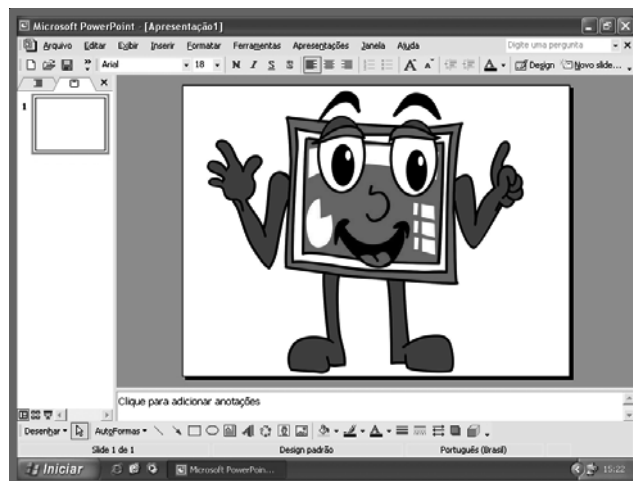 Microsoft PowerPoint - [Apresentação1]
Arquivo Editar Exibir Inserir Formatar Ferramentas Apresentações Janela Ajuda Digite uma pergunta
Arial 18 N I S S A A A Design Novo slide...
1
Clique para adicionar anotações
Desenhar AutoFormas A A
Slide 1 de 1 Design padrão Português (Brasil)
Iniciar Microsoft PowerPoin... 15:22